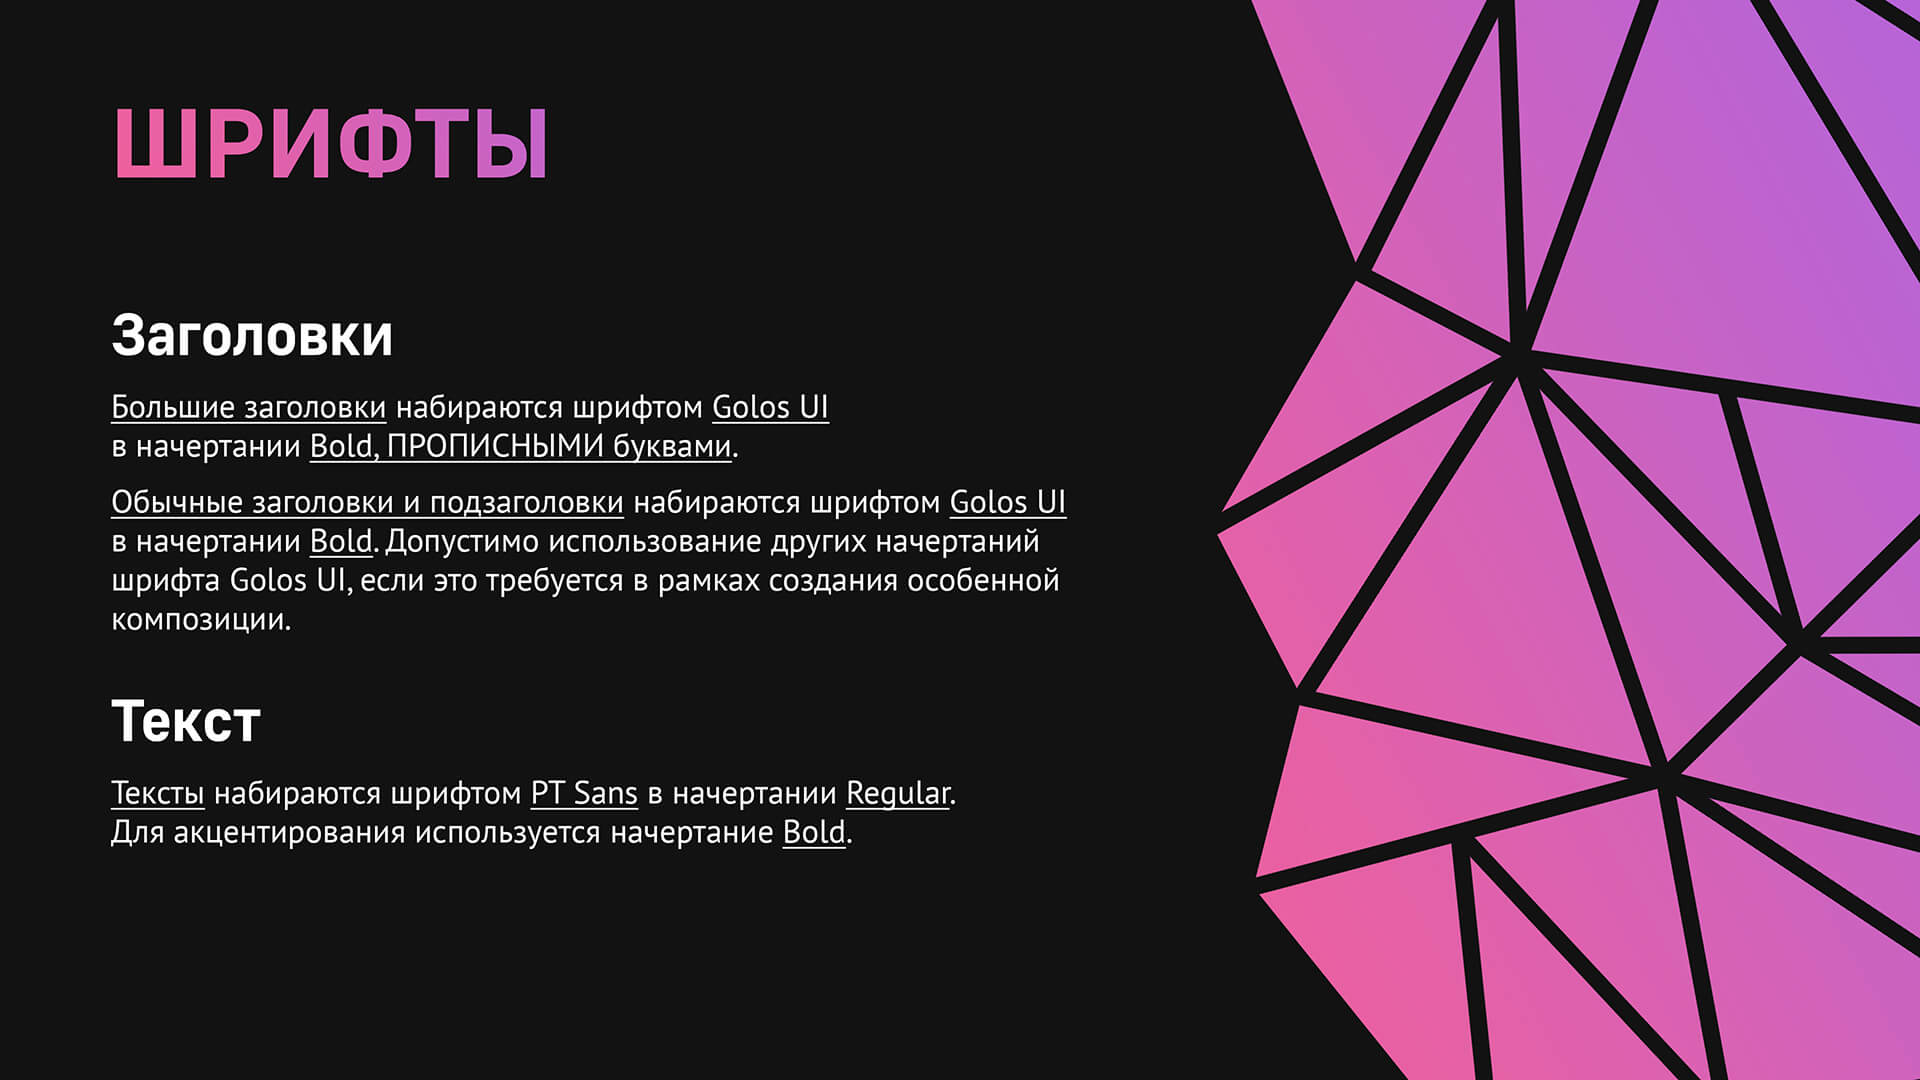 ШРИФТЫ
Заголовки
Большие заголовки набираются шрифтом Golos UI
в начертании Bold, ПРОПИСНЫМИ буквами.
Обычные заголовки и подзаголовки набираются шрифтом Golos UI
в начертании Bold. Допустимо использование других начертаний
шрифта Golos UI, если это требуется в рамках создания особенной
композиции.
Текст
Тексты набираются шрифтом PT Sans в начертании Regular.
Для акцентирования используется начертание Bold.